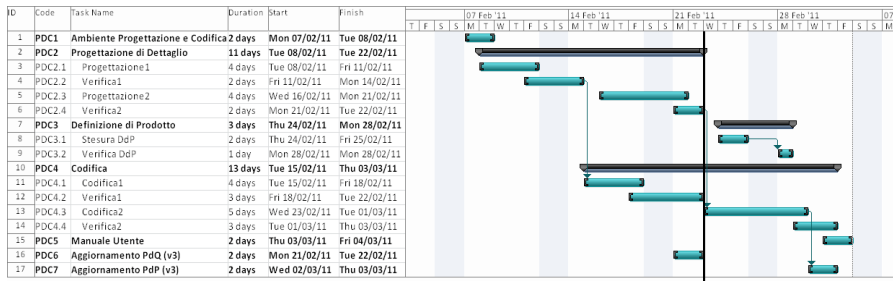 ID Code Task Name Duration Start Finish 07 Feb '11 14 Feb '11 21 Feb '11 28 Feb '11 07
T F S S M T W T F S S M T W T F S S M T W T F S S M T W T F S S M
1 PDC1 Ambiente Progettazione e Codifica 2 days Mon 07/02/11 Tue 08/02/11
2 PDC2 Progettazione di Dettaglio 11 days Tue 08/02/11 Tue 22/02/11
3 PDC2.1 Progettazione1 4 days Tue 08/02/11 Fri 11/02/11
4 PDC2.2 Verifica1 2 days Fri 11/02/11 Mon 14/02/11
5 PDC2.3 Progettazione2 4 days Wed 16/02/11 Mon 21/02/11
6 PDC2.4 Verifica2 2 days Mon 21/02/11 Tue 22/02/11
7 PDC3 Definizione di Prodotto 3 days Thu 24/02/11 Mon 28/02/11
8 PDC3.1 Stesura DdP 2 days Thu 24/02/11 Fri 25/02/11
9 PDC3.2 Verifica DdP 1 day Mon 28/02/11 Mon 28/02/11
10 PDC4 Codifica 13 days Tue 15/02/11 Thu 03/03/11
11 PDC4.1 Codifica1 4 days Tue 15/02/11 Fri 18/02/11
12 PDC4.2 Verifica1 3 days Fri 18/02/11 Tue 22/02/11
13 PDC4.3 Codifica2 5 days Wed 23/02/11 Tue 01/03/11
14 PDC4.4 Verifica2 3 days Tue 01/03/11 Thu 03/03/11
15 PDC5 Manuale Utente 2 days Thu 03/03/11 Fri 04/03/11
16 PDC6 Aggiornamento PdQ (v3) 2 days Mon 21/02/11 Tue 22/02/11
17 PDC7 Aggiornamento PdP (v3) 2 days Wed 02/03/11 Thu 03/03/11